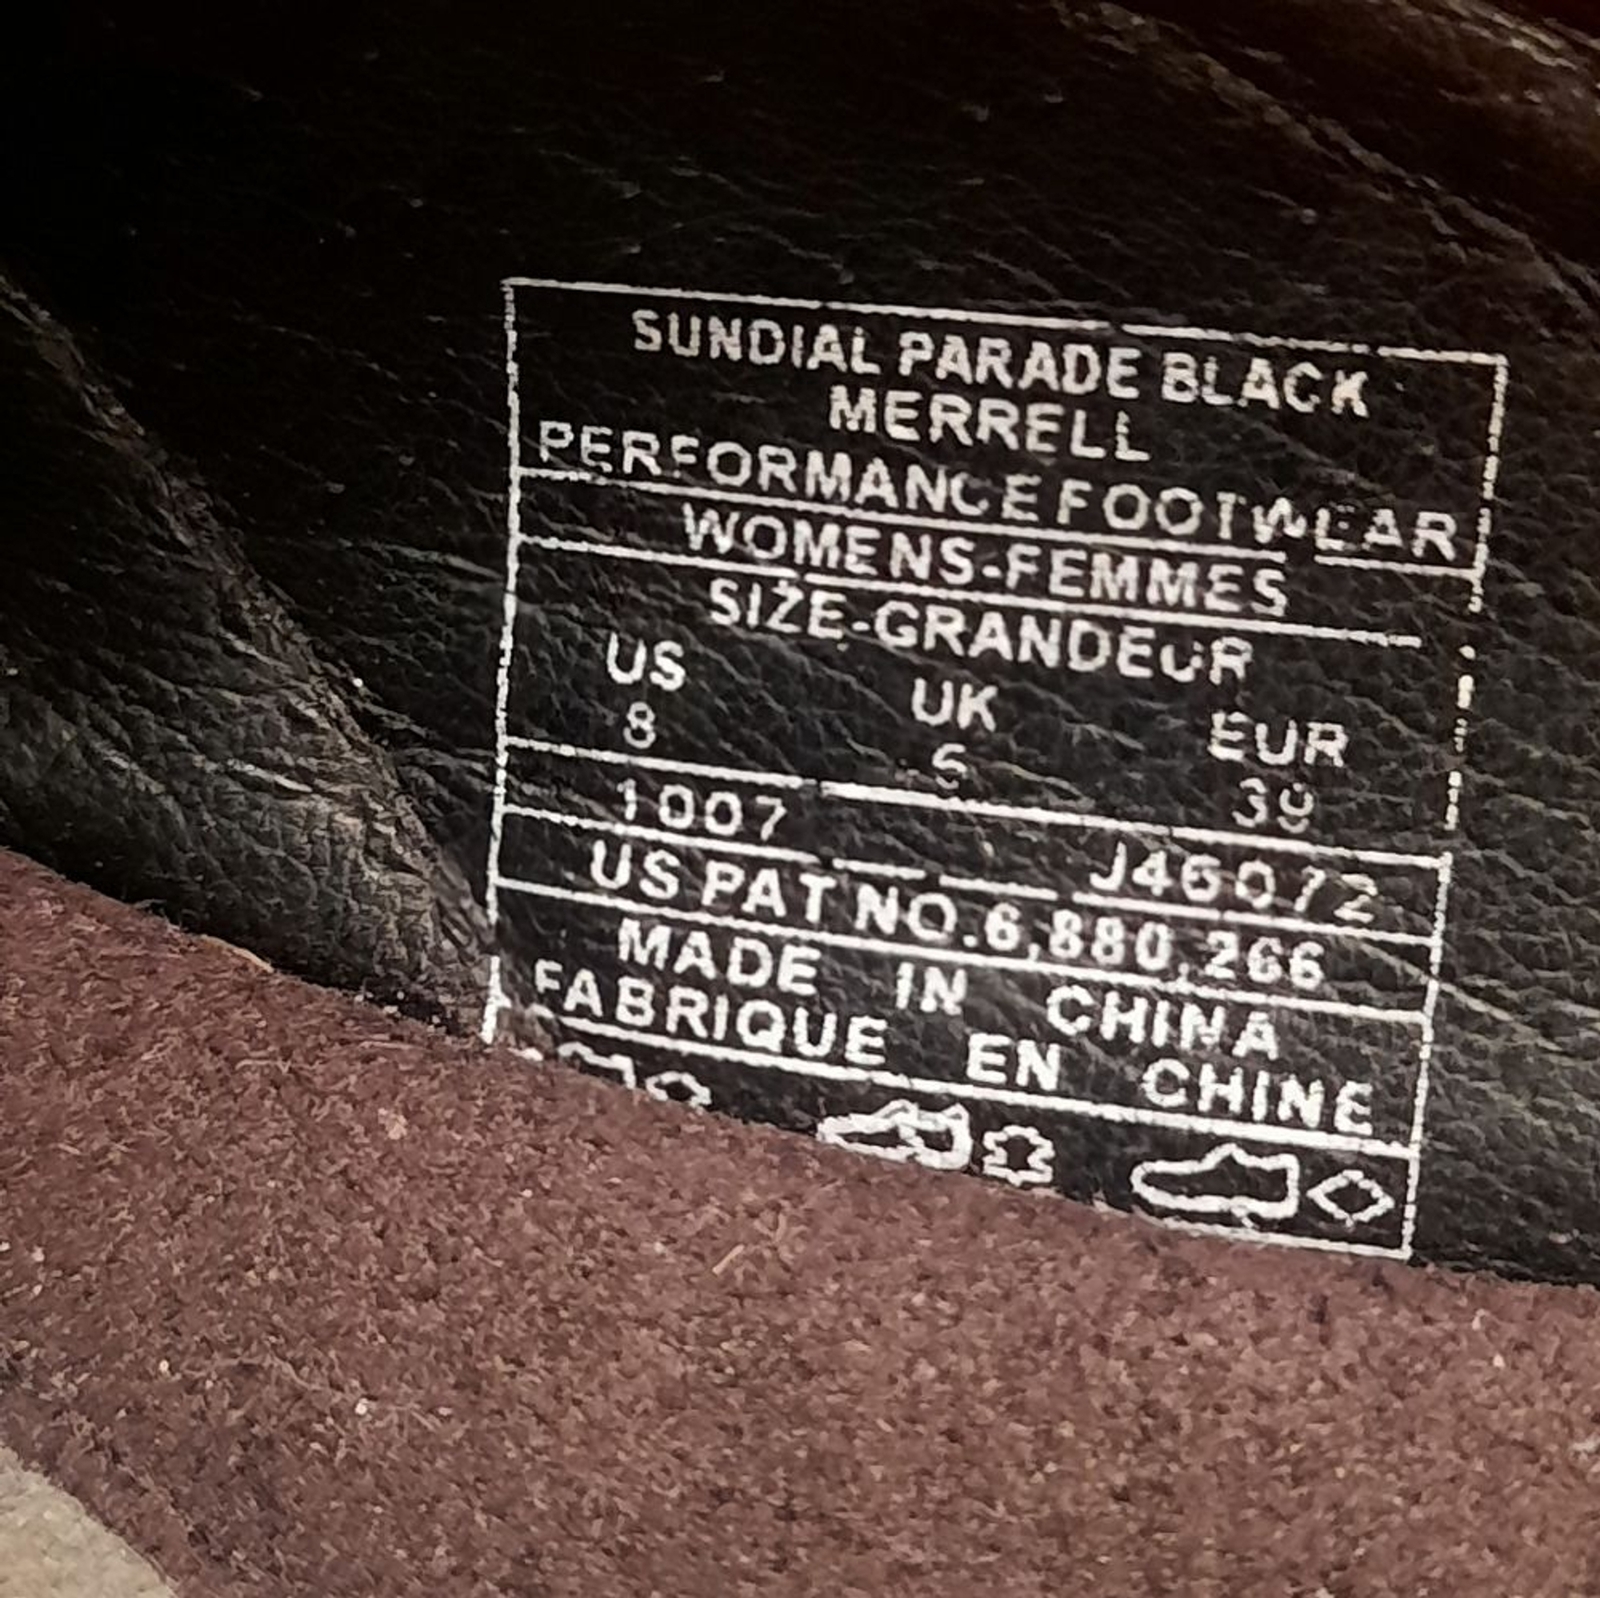 SUNDIAL PARADE BLACK
MERRELL
PERFORMANCE FOOTWEAR
WOMENS-FEMMES
SIZE-GRANDEUR
US UK EUR
8 39
1007 J46072
US PAT NO. 6,880,266
MADE IN CHINA
FABRIQUE EN CHINE